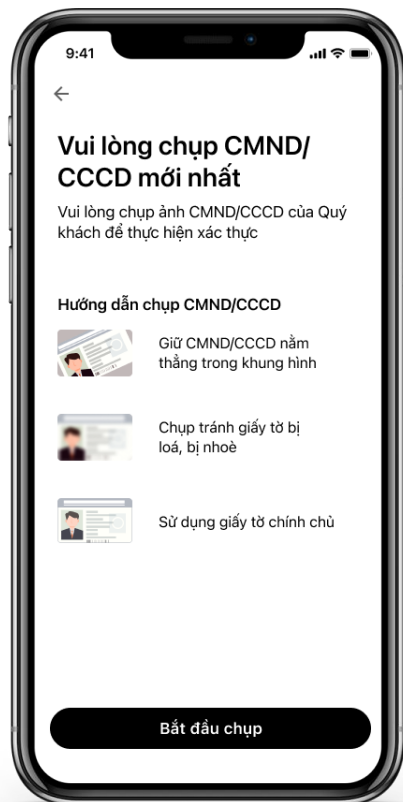 9:41
Vui lòng chụp CMND/
CCCD mới nhất
Vui lòng chụp ảnh CMND/CCCD của Quý
khách để thực hiện xác thực
Hướng dẫn chụp CMND/CCCD
Giữ CMND/CCCD nằm
thẳng trong khung hình
Chụp tránh giấy tờ bị
loá, bị nhoè
Sử dụng giấy tờ chính chủ
Bắt đầu chụp